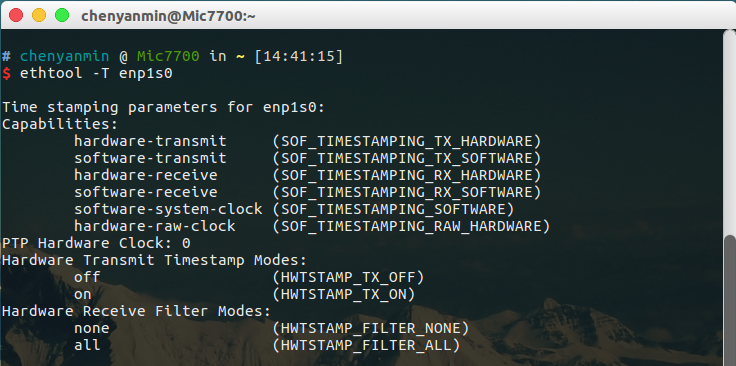 chenyanmin@Mic7700:~
# chenyanmin @ Mic7700 in ~ [14:41:15]
$ ethtool -T enp1s0
Time stamping parameters for enp1s0:
Capabilities:
hardware-transmit (SOF_TIMESTAMPING_TX_HARDWARE)
software-transmit (SOF_TIMESTAMPING_TX_SOFTWARE)
hardware-receive (SOF_TIMESTAMPING_RX_HARDWARE)
software-receive (SOF_TIMESTAMPING_RX_SOFTWARE)
software-system-clock (SOF_TIMESTAMPING_SOFTWARE)
hardware-raw-clock (SOF_TIMESTAMPING_RAW_HARDWARE)
PTP Hardware Clock: 0
Hardware Transmit Timestamp Modes:
off (HWTSTAMP_TX_OFF)
on (HWTSTAMP_TX_ON)
Hardware Receive Filter Modes:
none (HWTSTAMP_FILTER_NONE)
all (HWTSTAMP_FILTER_ALL)